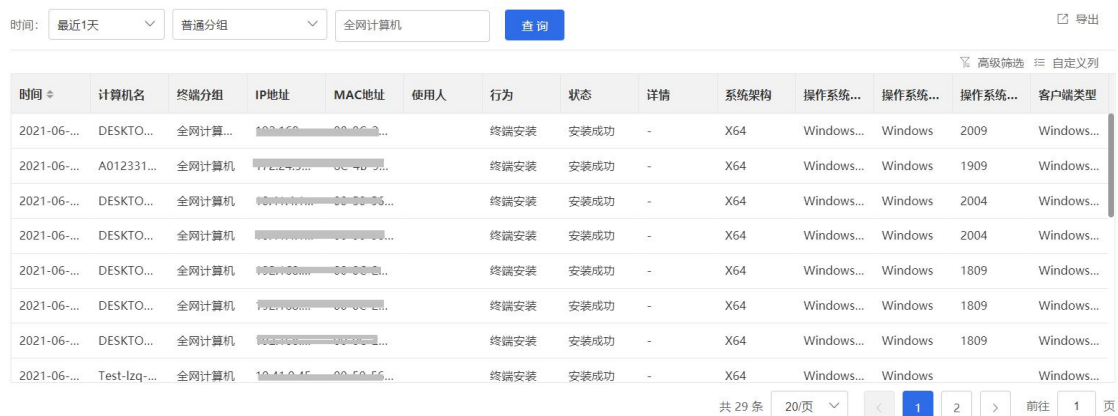 时间: 最近1天 普通分组 全网计算机 查询 导出
高级筛选 自定义列
时间 计算机名 终端分组 IP地址 MAC地址 使用人 行为 状态 详情 系统架构 操作系统... 操作系统... 操作系统... 客户端类型
2021-06-... DESKTO... 全网计算... 终端安装 安装成功 - X64 Windows... Windows 2009 Windows...
2021-06-... A012331... 全网计算机 终端安装 安装成功 - X64 Windows... Windows 1909 Windows...
2021-06-... DESKTO... 全网计算机 终端安装 安装成功 - X64 Windows... Windows 2004 Windows...
2021-06-... DESKTO... 全网计算机 终端安装 安装成功 - X64 Windows... Windows 2004 Windows...
2021-06-... DESKTO... 全网计算机 终端安装 安装成功 - X64 Windows... Windows 1809 Windows...
2021-06-... DESKTO... 全网计算机 终端安装 安装成功 - X64 Windows... Windows 1809 Windows...
2021-06-... DESKTO... 全网计算机 终端安装 安装成功 - X64 Windows... Windows 1809 Windows...
2021-06-... Test-lzq-... 全网计算机 终端安装 安装成功 - X64 Windows... Windows Windows...
共 29 条 20/页 < 1 2 > 前往 1 页